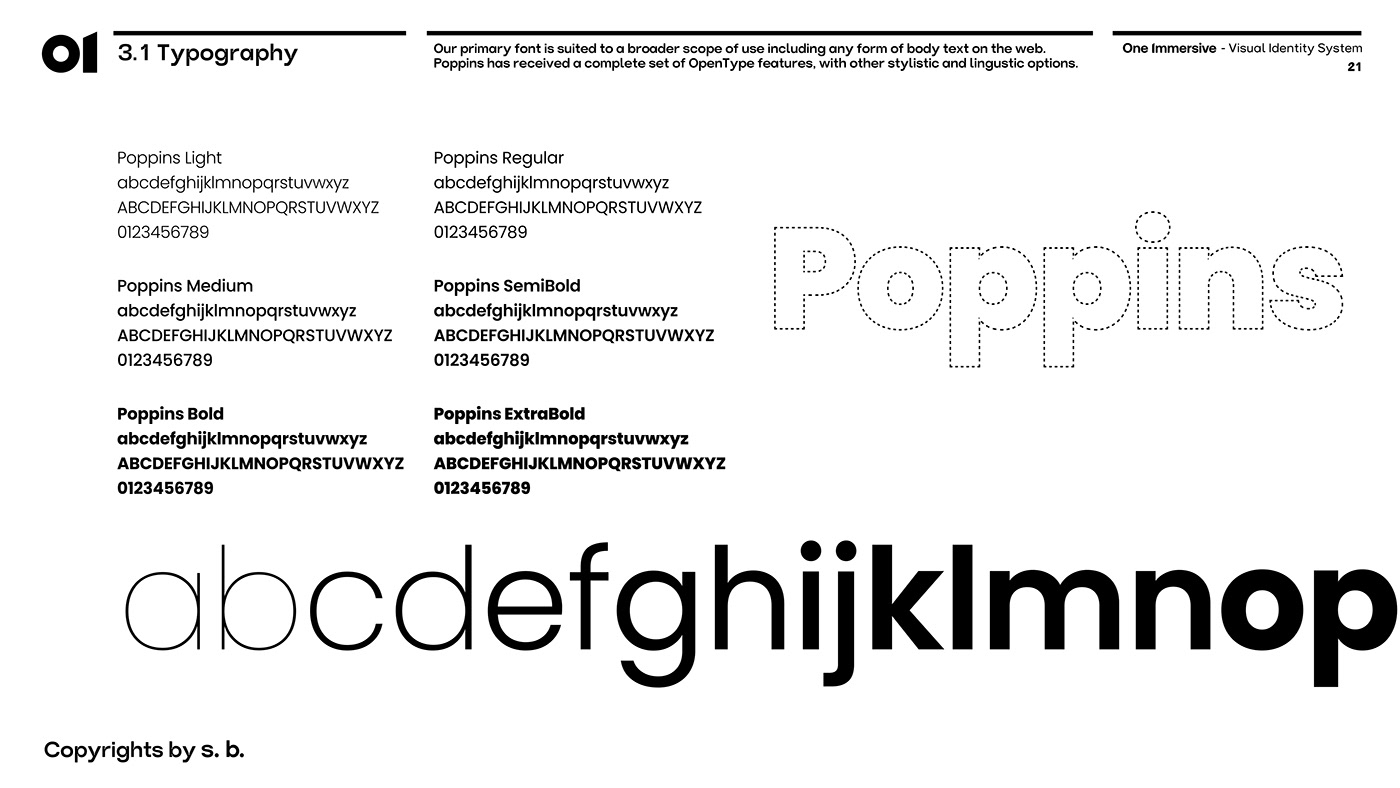 01
3.1 Typography
Our primary font is suited to a broader scope of use including any form of body text on the web.
Poppins has received a complete set of OpenType features, with other stylistic and lingustic options.
One Immersive - Visual Identity System
21
Poppins Light
abcdefghijklmnopqrstuvwxyz
ABCDEFGHIJKLMNOPQRSTUVWXYZ
0123456789
Poppins Regular
abcdefghijklmnopqrstuvwxyz
ABCDEFGHIJKLMNOPQRSTUVWXYZ
0123456789
Poppins Medium
abcdefghijklmnopqrstuvwxyz
ABCDEFGHIJKLMNOPQRSTUVWXYZ
0123456789
Poppins SemiBold
abcdefghijklmnopqrstuvwxyz
ABCDEFGHIJKLMNOPQRSTUVWXYZ
0123456789
Poppins Bold
abcdefghijklmnopqrstuvwxyz
ABCDEFGHIJKLMNOPQRSTUVWXYZ
0123456789
Poppins ExtraBold
abcdefghijklmnopqrstuvwxyz
ABCDEFGHIJKLMNOPQRSTUVWXYZ
0123456789
Poppins
abcdefghijklmnop
Copyrights by s. b.